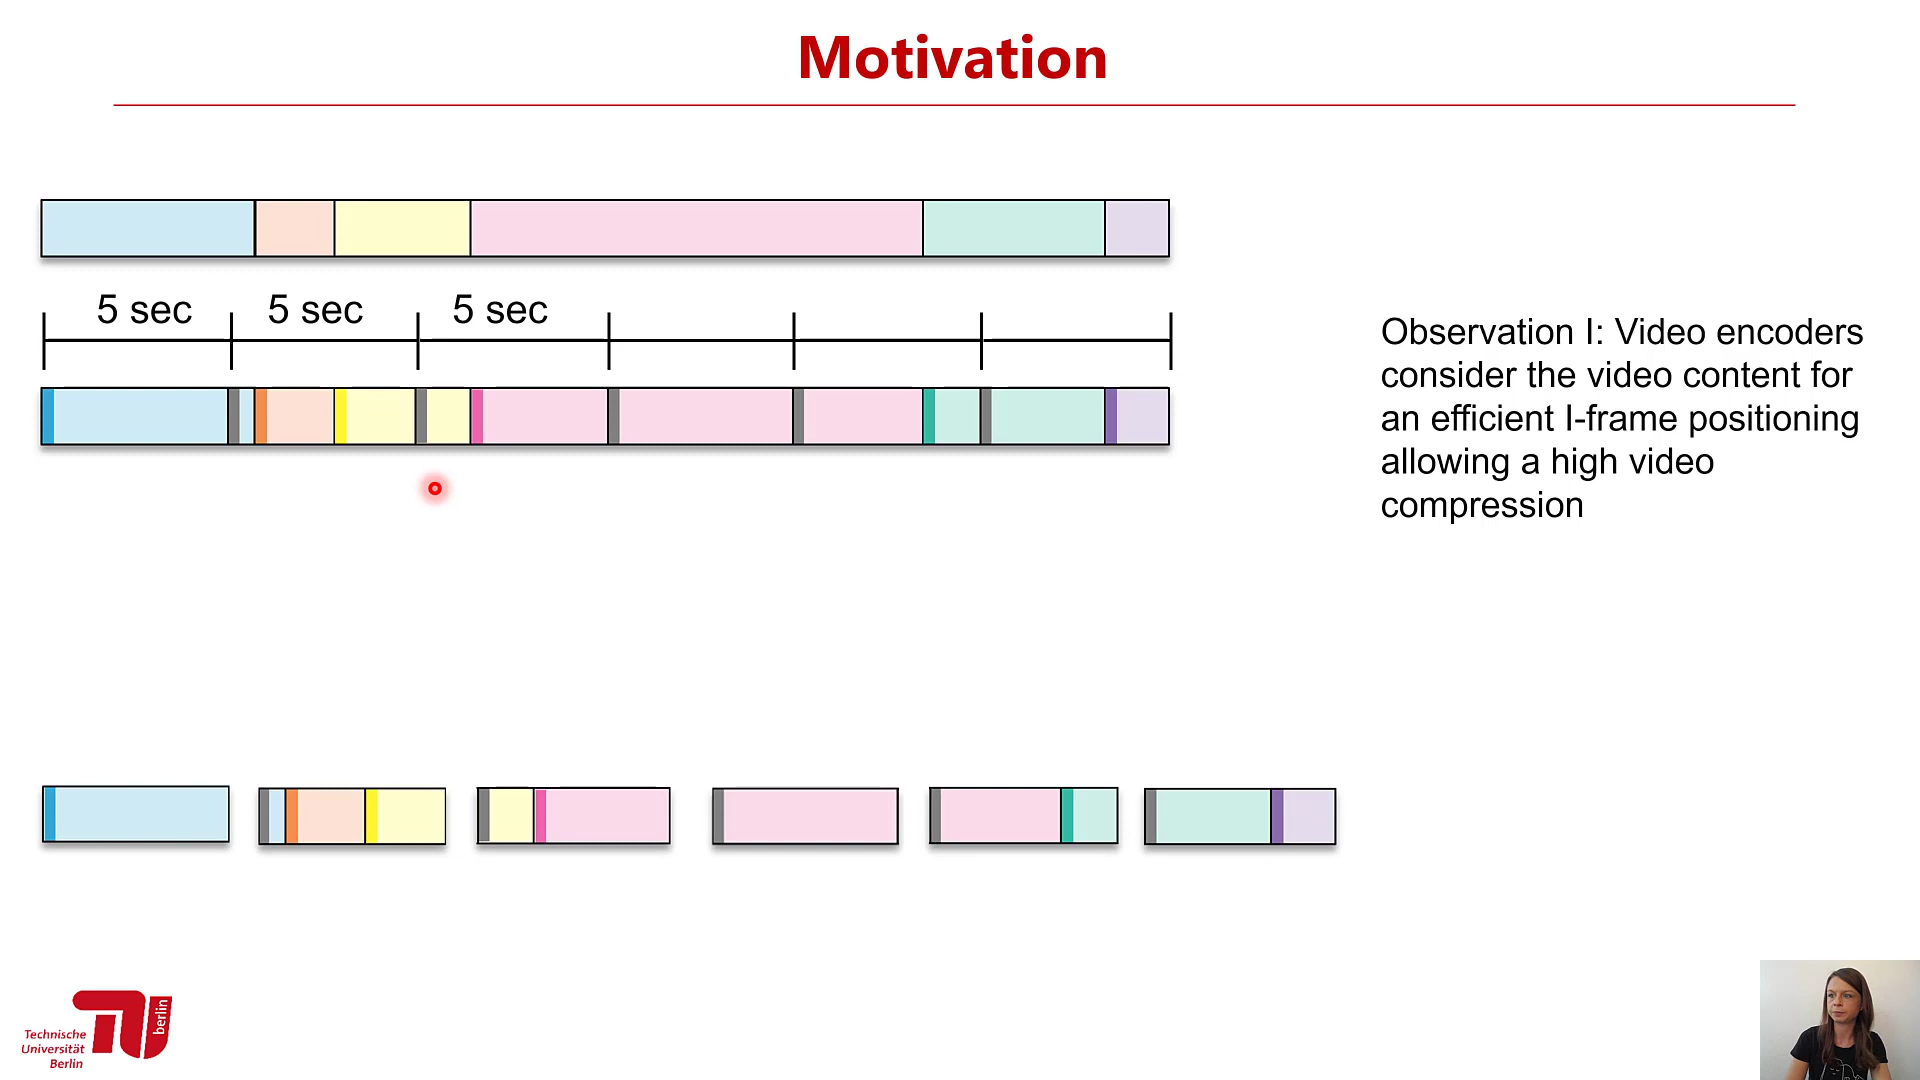 Motivation
5 sec 5 sec 5 sec
Observation I: Video encoders
consider the video content for
an efficient I-frame positioning
allowing a high video
compression
Technische
Universität
Berlin
berlin